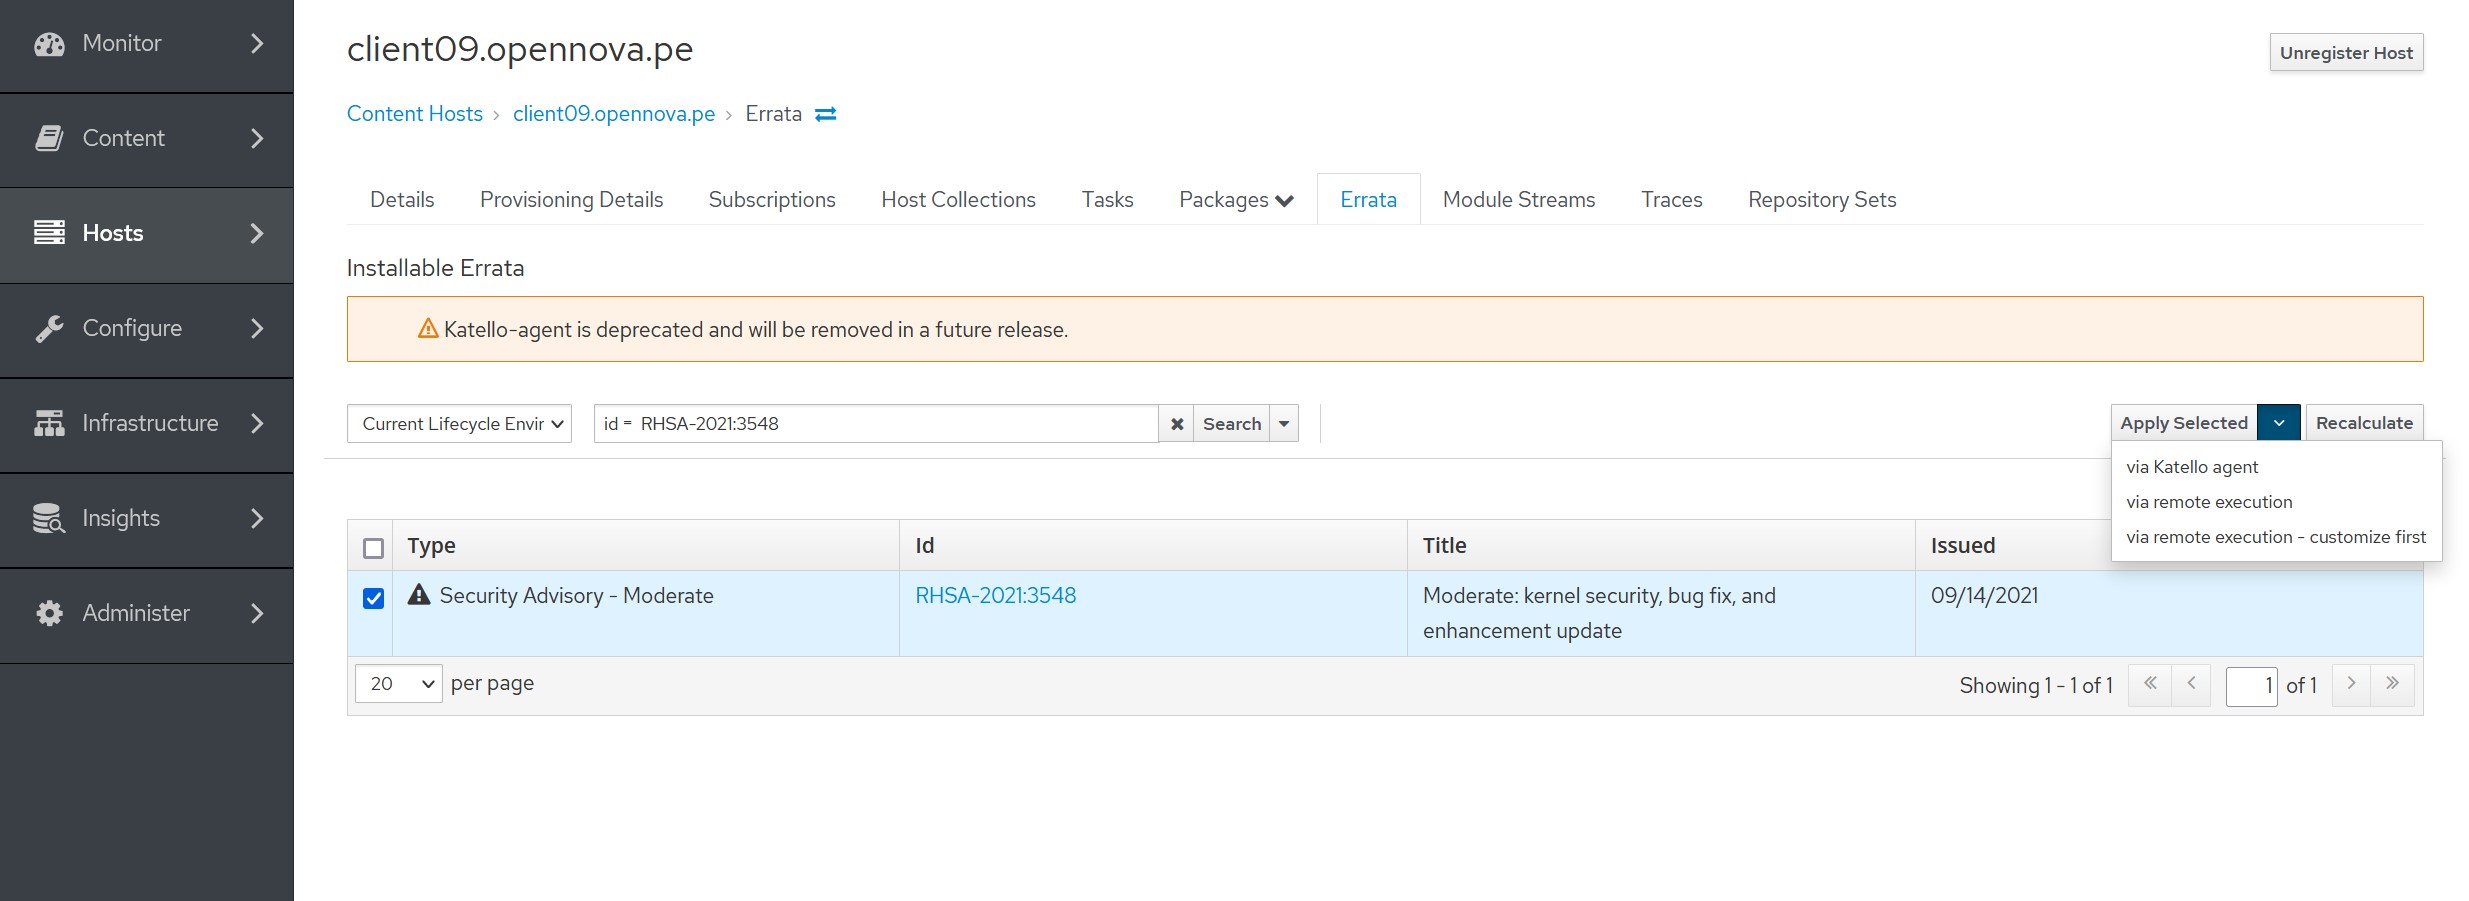 Monitor
Content
Hosts
Configure
Infrastructure
Insights
Administer
client09.opennova.pe
Unregister Host
Content Hosts › client09.opennova.pe › Errata
Details Provisioning Details Subscriptions Host Collections Tasks Packages Errata Module Streams Traces Repository Sets
Installable Errata
Katello-agent is deprecated and will be removed in a future release.
Current Lifecycle Envir id = RHSA-2021:3548 Search Apply Selected Recalculate
via Katello agent
via remote execution
via remote execution - customize first
Type Id Title Issued
Security Advisory - Moderate RHSA-2021:3548 Moderate: kernel security, bug fix, and 09/14/2021
enhancement update
20 per page Showing 1 - 1 of 1 « ‹ 1 of 1 › »